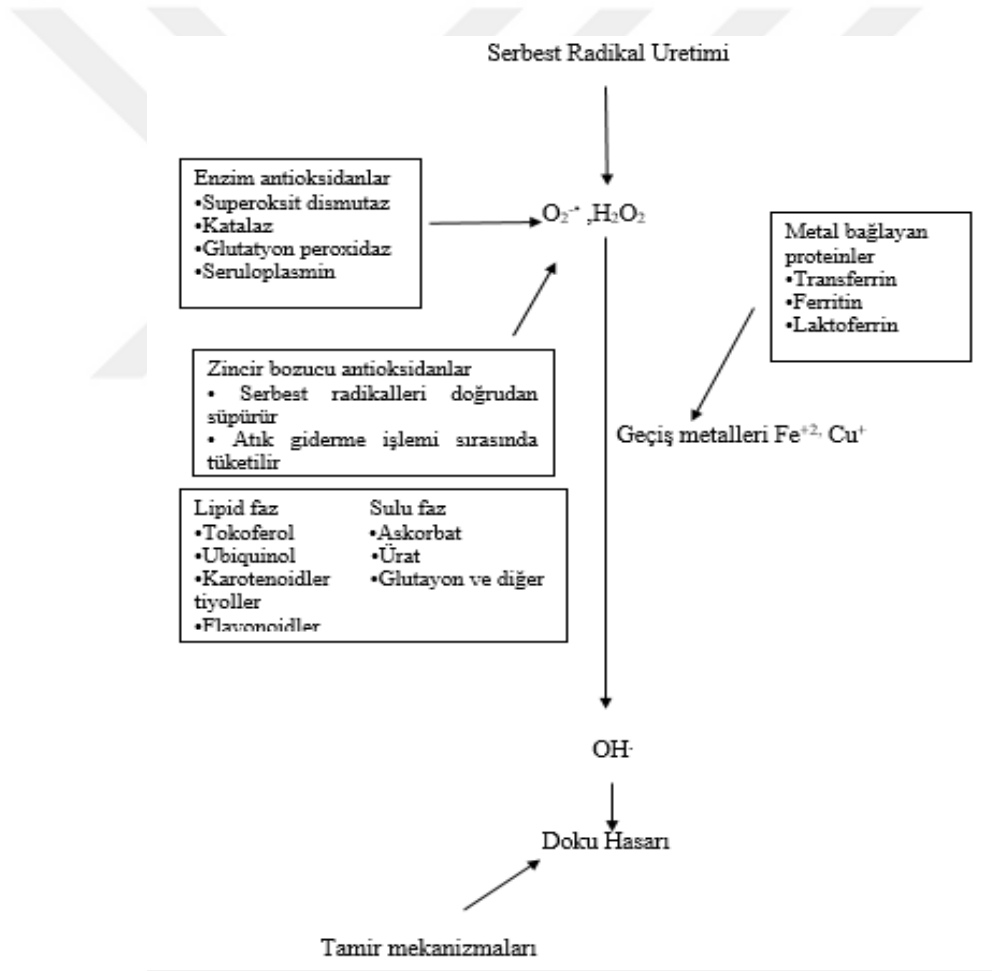 Serbest Radikal Uretimi
Enzim antioksidanlar
•Superoksit dismutaz
•Katalaz
•Glutatyon peroxidaz
•Seruloplasmin
O₂⁻• ,H₂O₂
Metal bağlayan
proteinler
•Transferrin
•Ferritin
•Laktoferrin
Zincir bozucu antioksidanlar
• Serbest radikalleri doğrudan
süpürür
• Atık giderme işlemi sırasında
tüketilir
Geçiş metalleri Fe⁺², Cu⁺
Lipid faz Sulu faz
•Tokoferol •Askorbat
•Ubiquinol •Ürat
•Karotenoidler •Glutayon ve diğer
tiyoller
•Flavonoidler
OH·
Doku Hasarı
Tamir mekanizmaları